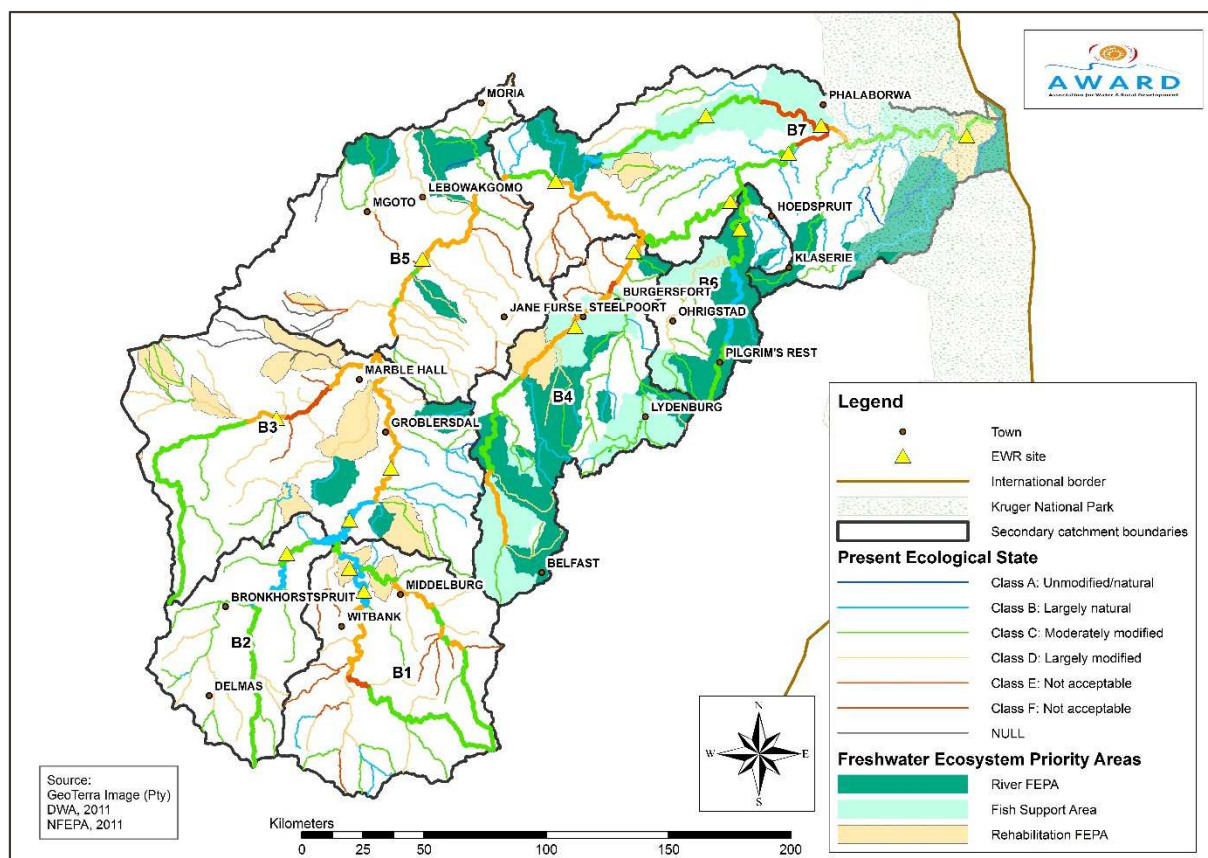 AWARD
Association for Water & Rural Development
MORIA
PHALABORWA
B7
LEBOWAKGOMO
MGOTO
HOEDSPRUIT
B5
KLASERIE
B6
BURGERSFORT
JANE FURSE
STEELPOORT
OHRIGSTAD
PILGRIM'S REST
MARBLE HALL
B4
LYDENBURG
B3
GROBLERSDAL
BELFAST
MIDDELBURG
BRONKHORSTSPRUIT
WITBANK
B2
B1
DELMAS
Legend
Town
EWR site
International border
Kruger National Park
Secondary catchment boundaries
Present Ecological State
Class A: Unmodified/natural
Class B: Largely natural
Class C: Moderately modified
Class D: Largely modified
Class E: Not acceptable
Class F: Not acceptable
NULL
Freshwater Ecosystem Priority Areas
River FEPA
Fish Support Area
Rehabilitation FEPA
N
W E
S
Source:
GeoTerra Image (Pty)
DWA, 2011
NFEPA, 2011
Kilometers
0 50 100 150 200